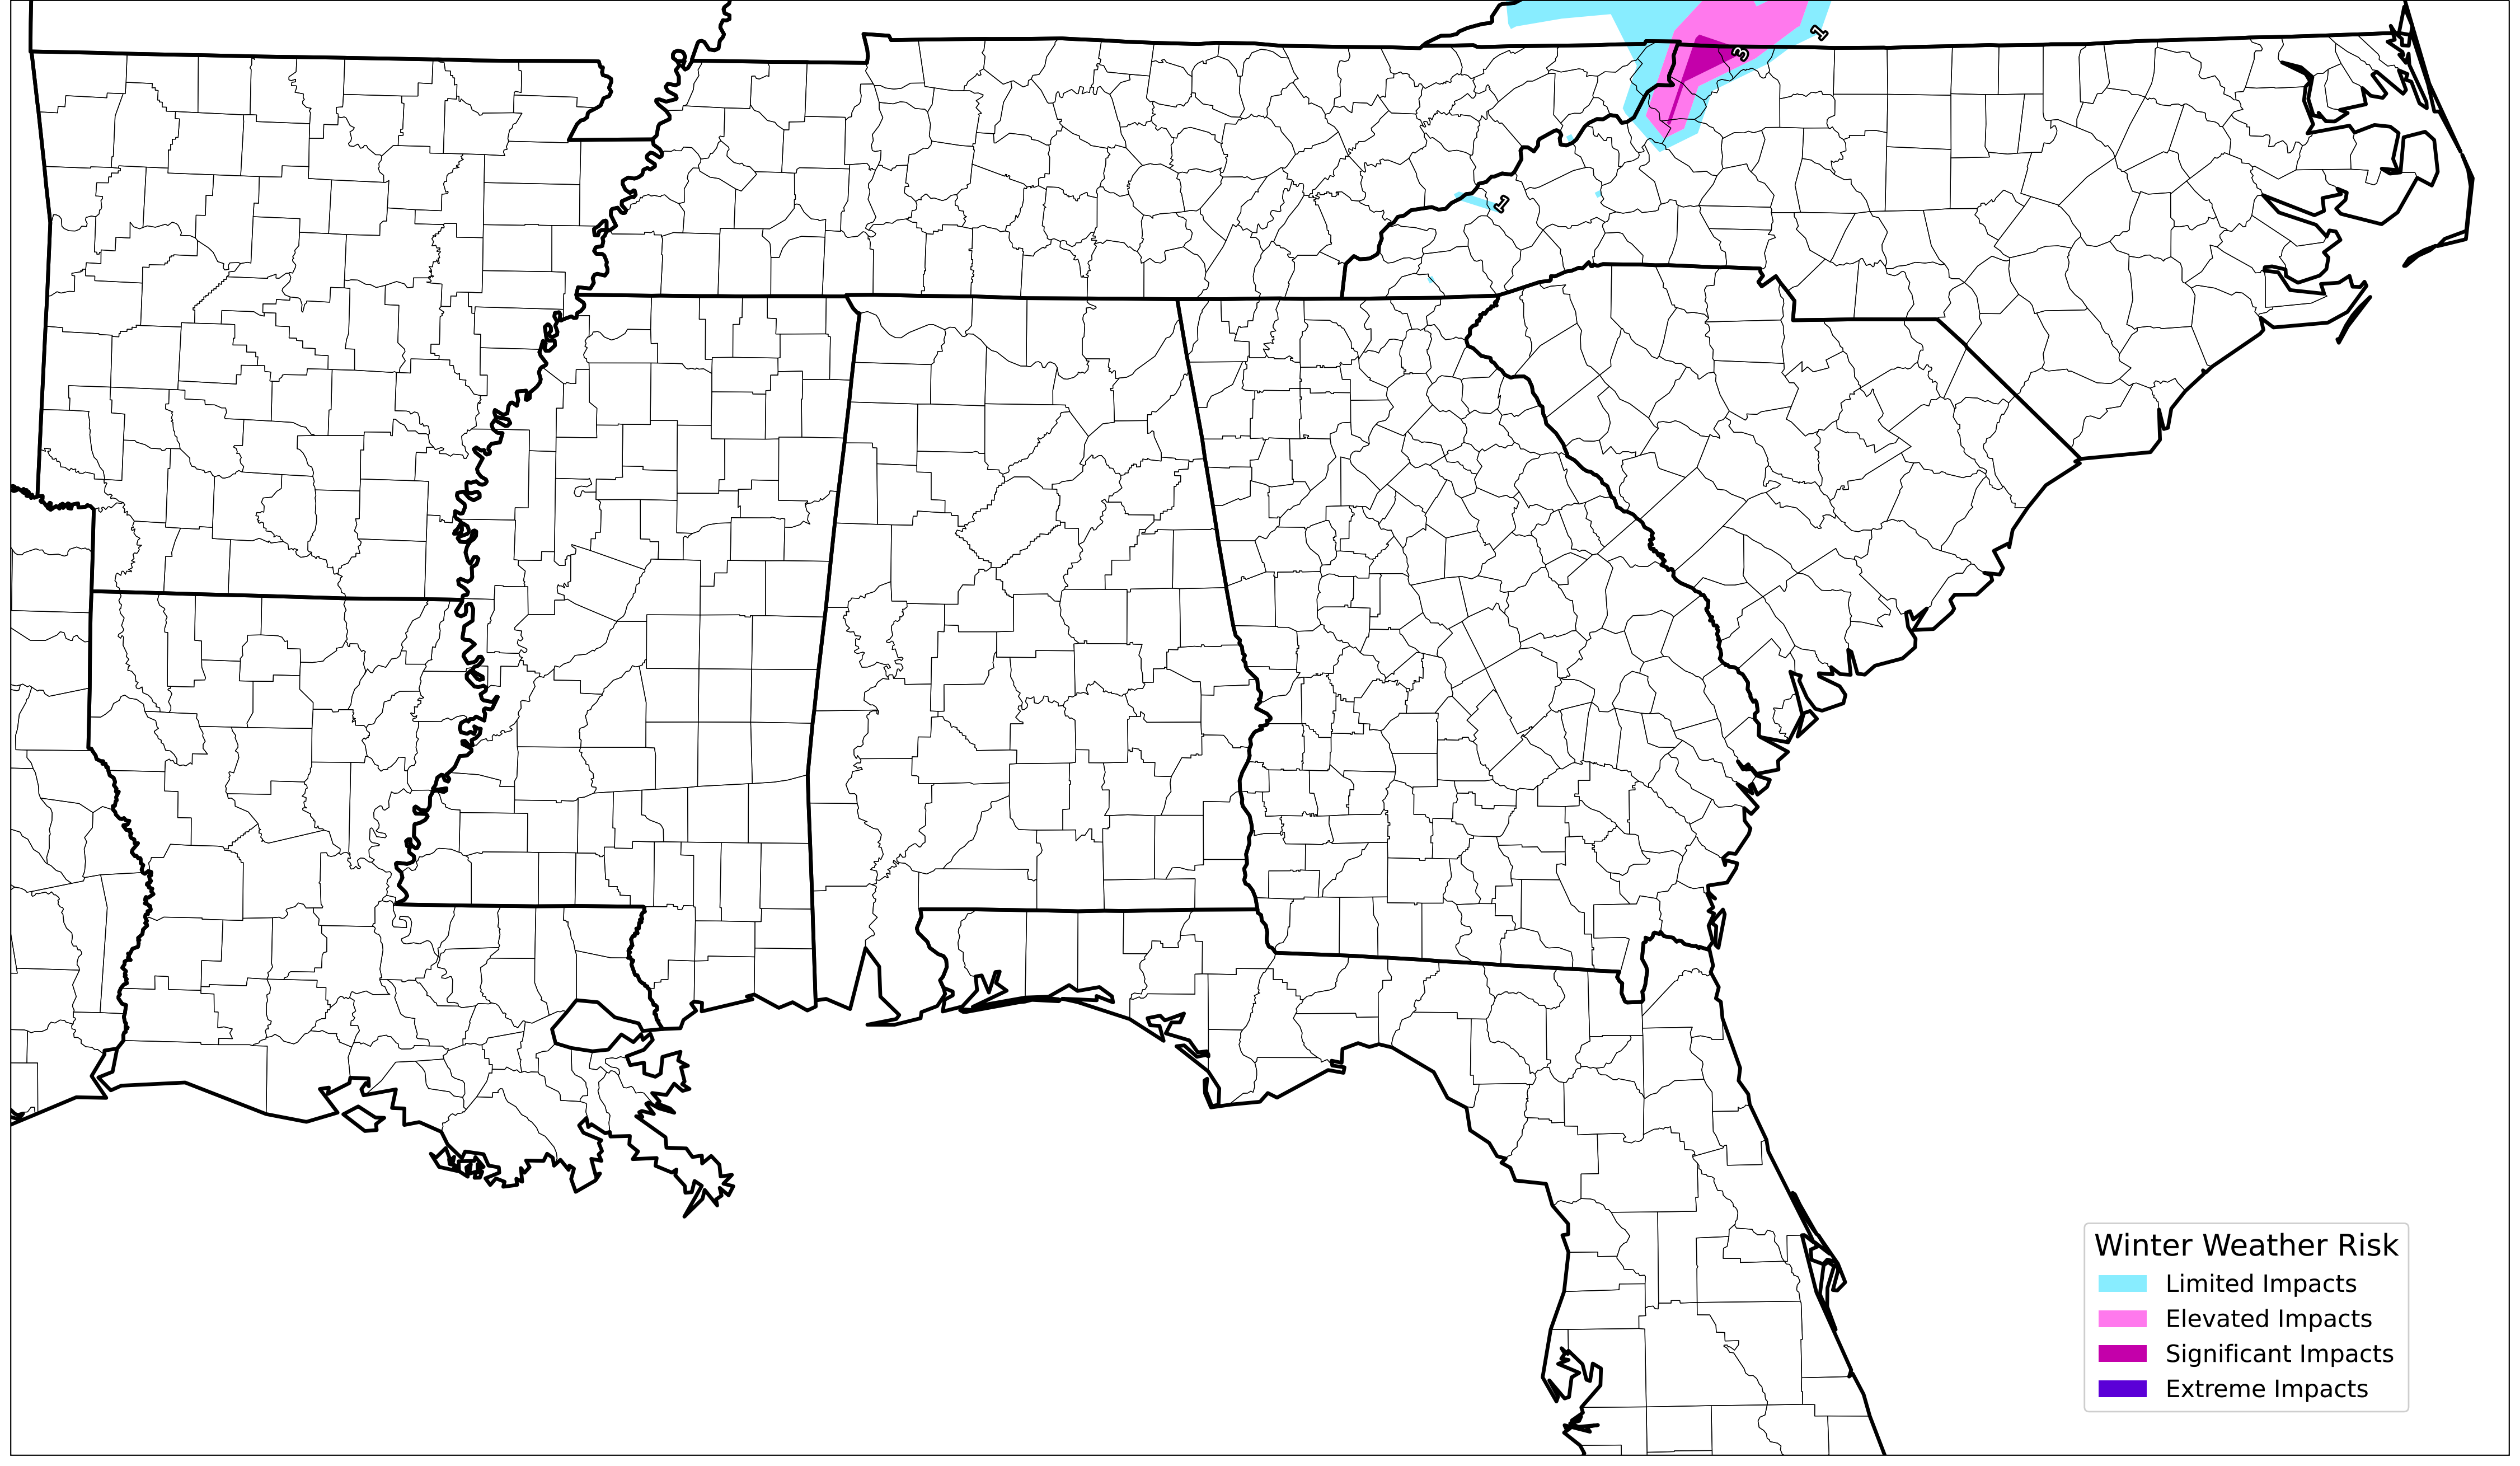 1
3
1
Winter Weather Risk
Limited Impacts
Elevated Impacts
Significant Impacts
Extreme Impacts